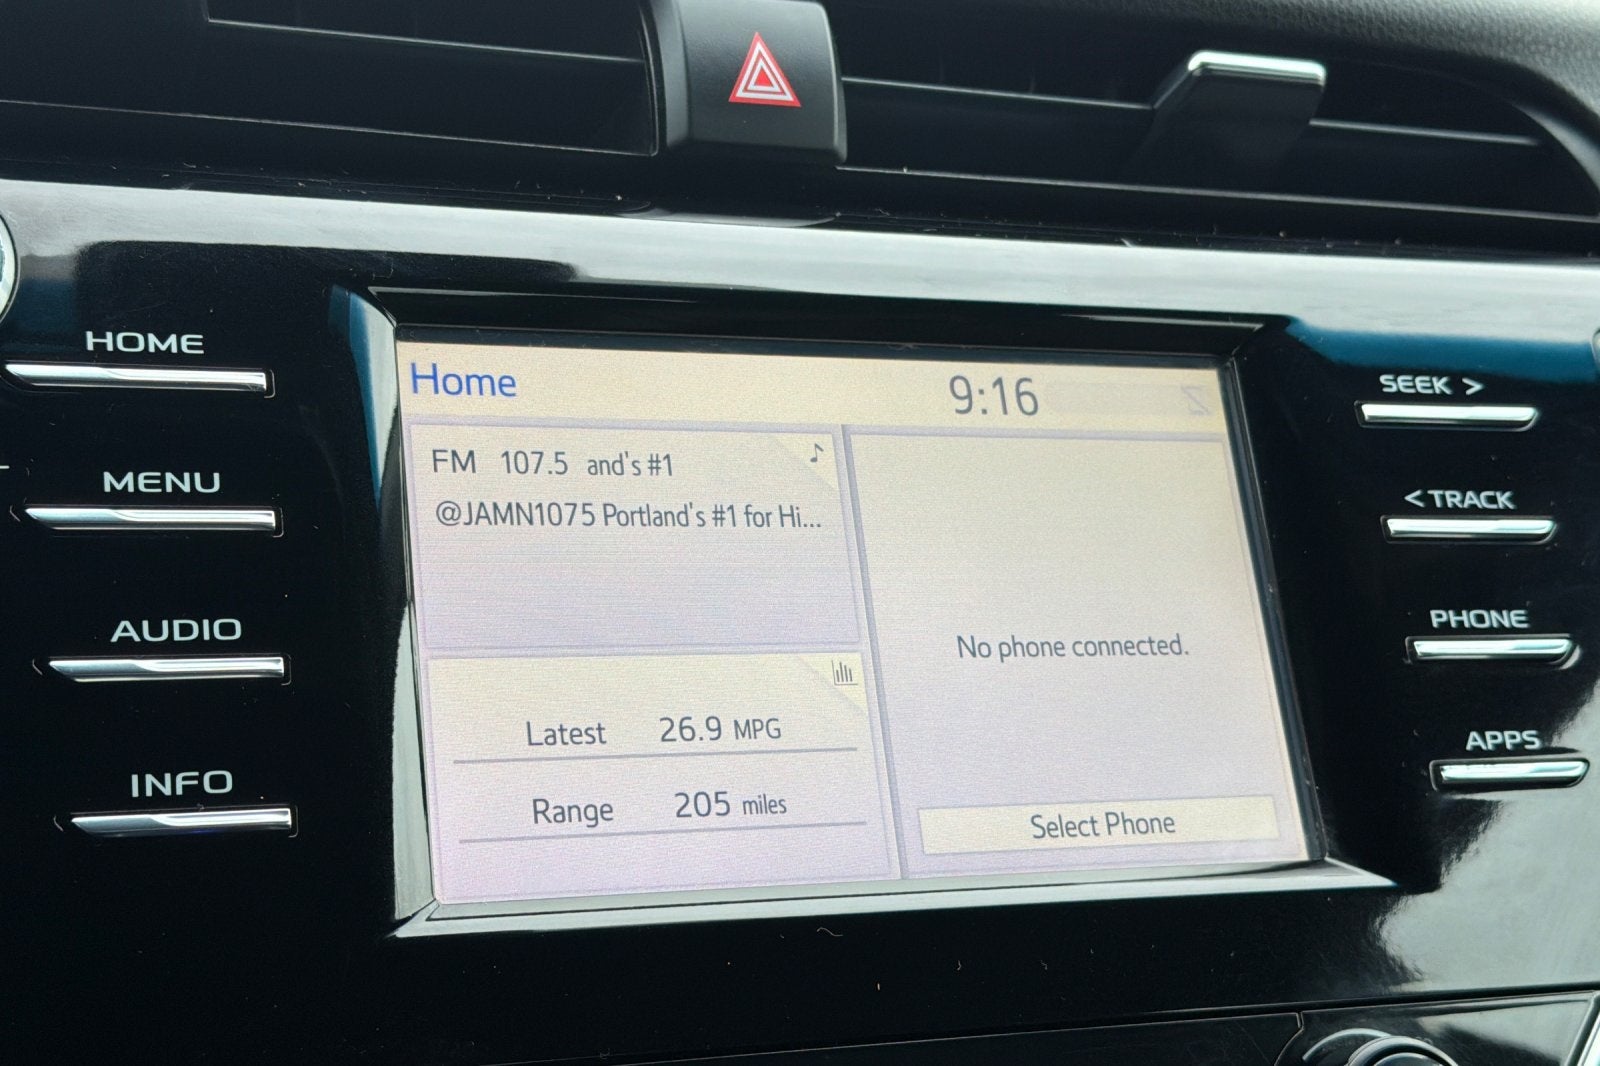 HOME
MENU
AUDIO
INFO
Home
9:16
FM 107.5 and's #1
@JAMN1075 Portland's #1 for Hi...
Latest 26.9 MPG
Range 205 miles
No phone connected.
Select Phone
SEEK >
< TRACK
PHONE
APPS